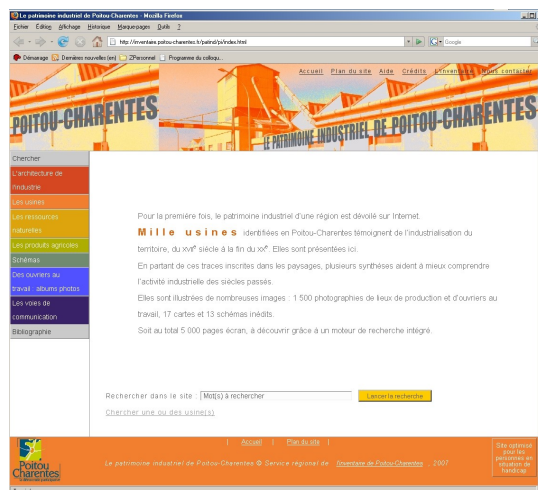 Le patrimoine industriel de Poitou-Charentes - Mozilla Firefox
Fichier Édition Affichage Historique Marque-pages Outils ?
http://inventaire.poitou-charentes.fr/patind/pi/index.html
Google
Démarrage Dernières nouvelles (en) ZPersonnel Programme du colloqu...
Accueil Plan du site Aide Crédits L'inventaire Nous contacter
POITOU-CHARENTES
LE PATRIMOINE INDUSTRIEL DE POITOU-CHARENTES
Chercher
L'architecture de
l'industrie
Les usines
Les ressources
naturelles
Les produits agricoles
Schémas
Des ouvriers au
travail : albums photos
Les voies de
communication
Bibliographie
Pour la première fois, le patrimoine industriel d'une région est dévoilé sur Internet.
Mille usines identifiées en Poitou-Charentes témoignent de l'industrialisation du
territoire, du XVIIe siècle à la fin du XXe. Elles sont présentées ici.
En partant de ces traces inscrites dans les paysages, plusieurs synthèses aident à mieux comprendre
l'activité industrielle des siècles passés.
Elles sont illustrées de nombreuses images : 1 500 photographies de lieux de production et d'ouvriers au
travail, 17 cartes et 13 schémas inédits.
Soit au total 5 000 pages écran, à découvrir grâce à un moteur de recherche intégré.
Rechercher dans le site : Mot(s) à rechercher Lancer la recherche
Chercher une ou des usine(s)
| Accueil | Plan du site |
Le patrimoine industriel de Poitou-Charentes © Service régional de l'Inventaire de Poitou-Charentes , 2007
Poitou
Charentes
Site optimisé
pour les
personnes en
situation de
handicap